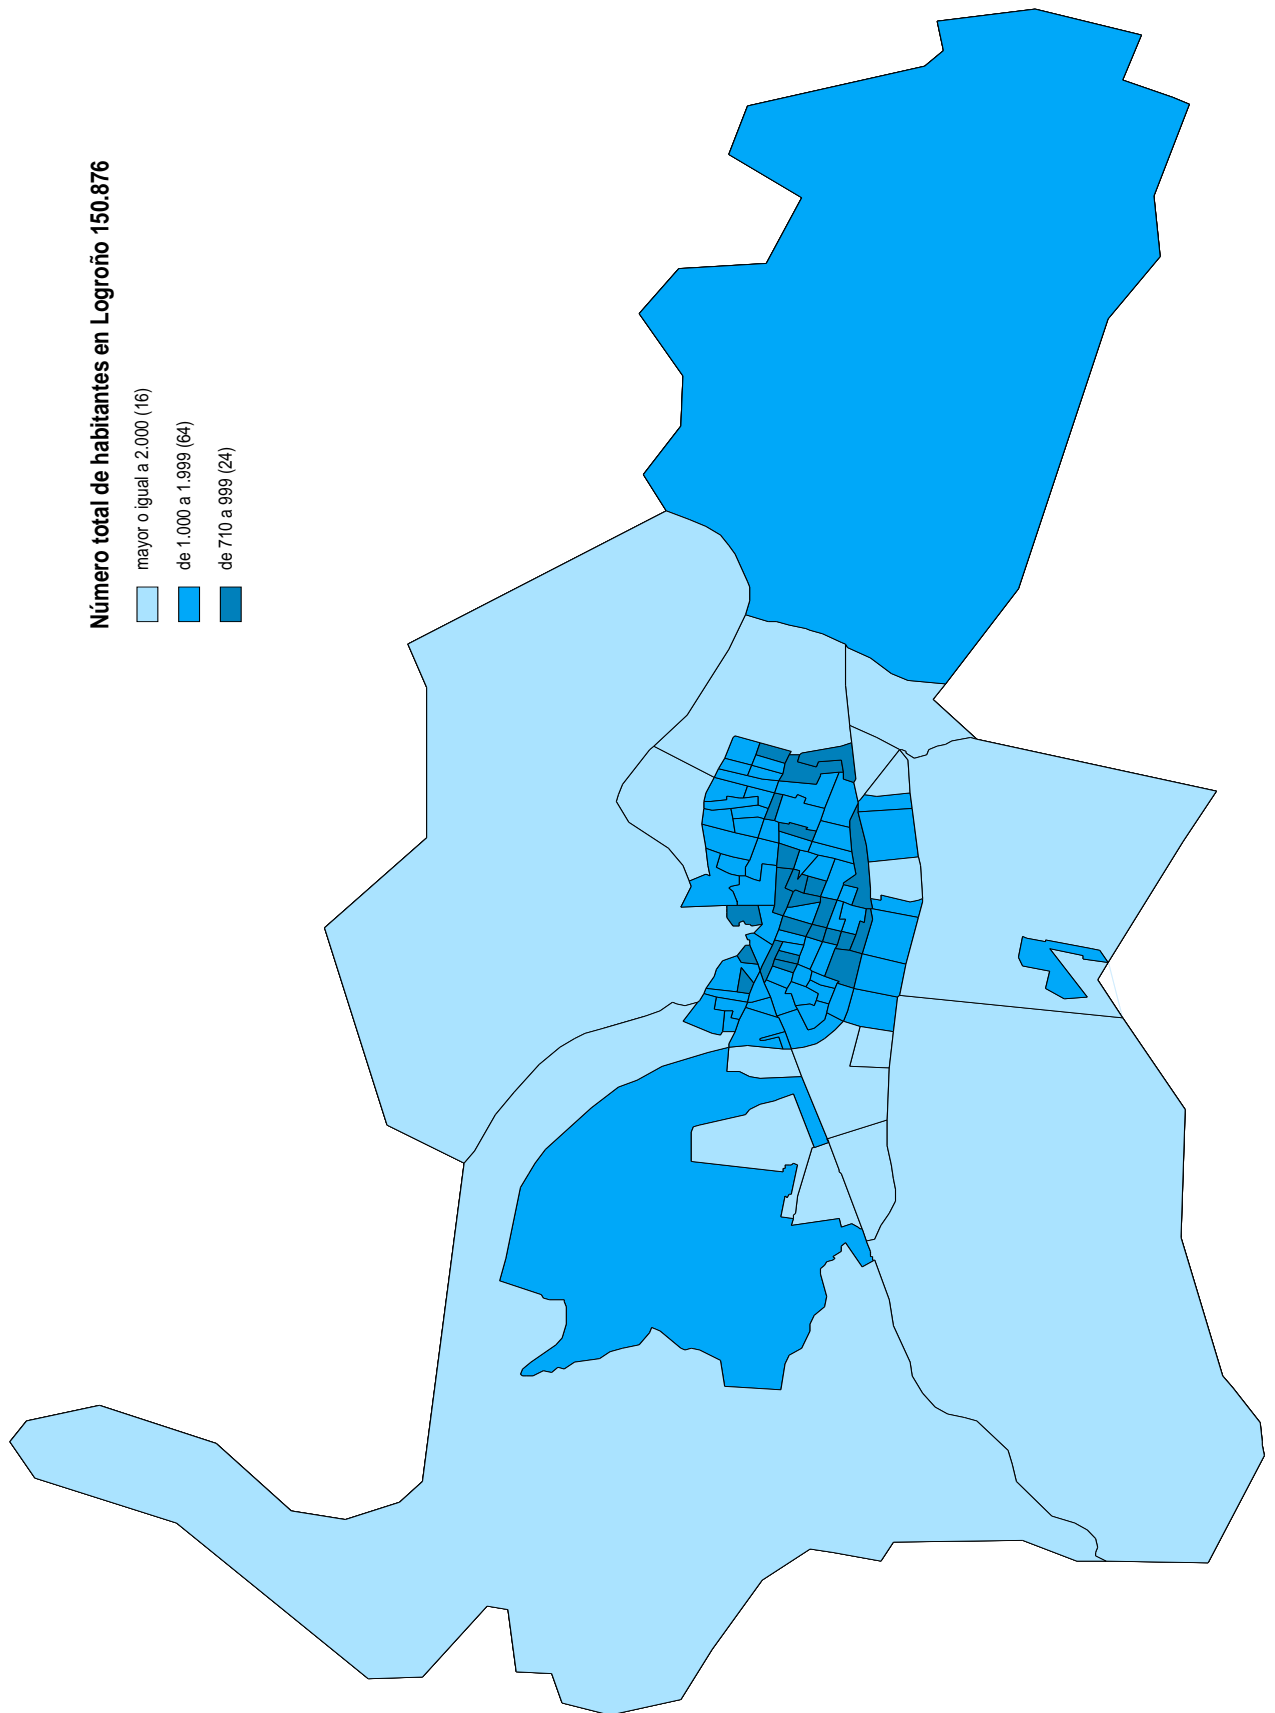 Número total de habitantes en Logroño 150.876
mayor o igual a 2.000 (16)
de 1.000 a 1.999 (64)
de 710 a 999 (24)